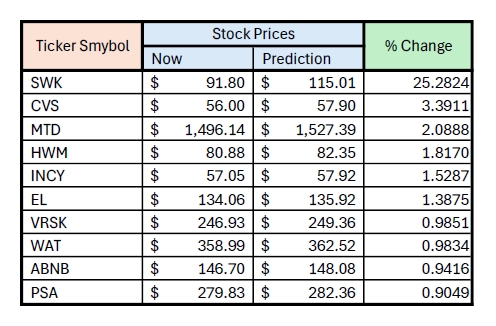 Ticker Smybol Stock Prices % Change
Now Prediction
SWK $ 91.80 $ 115.01 25.2824
CVS $ 56.00 $ 57.90 3.3911
MTD $ 1,496.14 $ 1,527.39 2.0888
HWM $ 80.88 $ 82.35 1.8170
INCY $ 57.05 $ 57.92 1.5287
EL $ 134.06 $ 135.92 1.3875
VRSK $ 246.93 $ 249.36 0.9851
WAT $ 358.99 $ 362.52 0.9834
ABNB $ 146.70 $ 148.08 0.9416
PSA $ 279.83 $ 282.36 0.9049